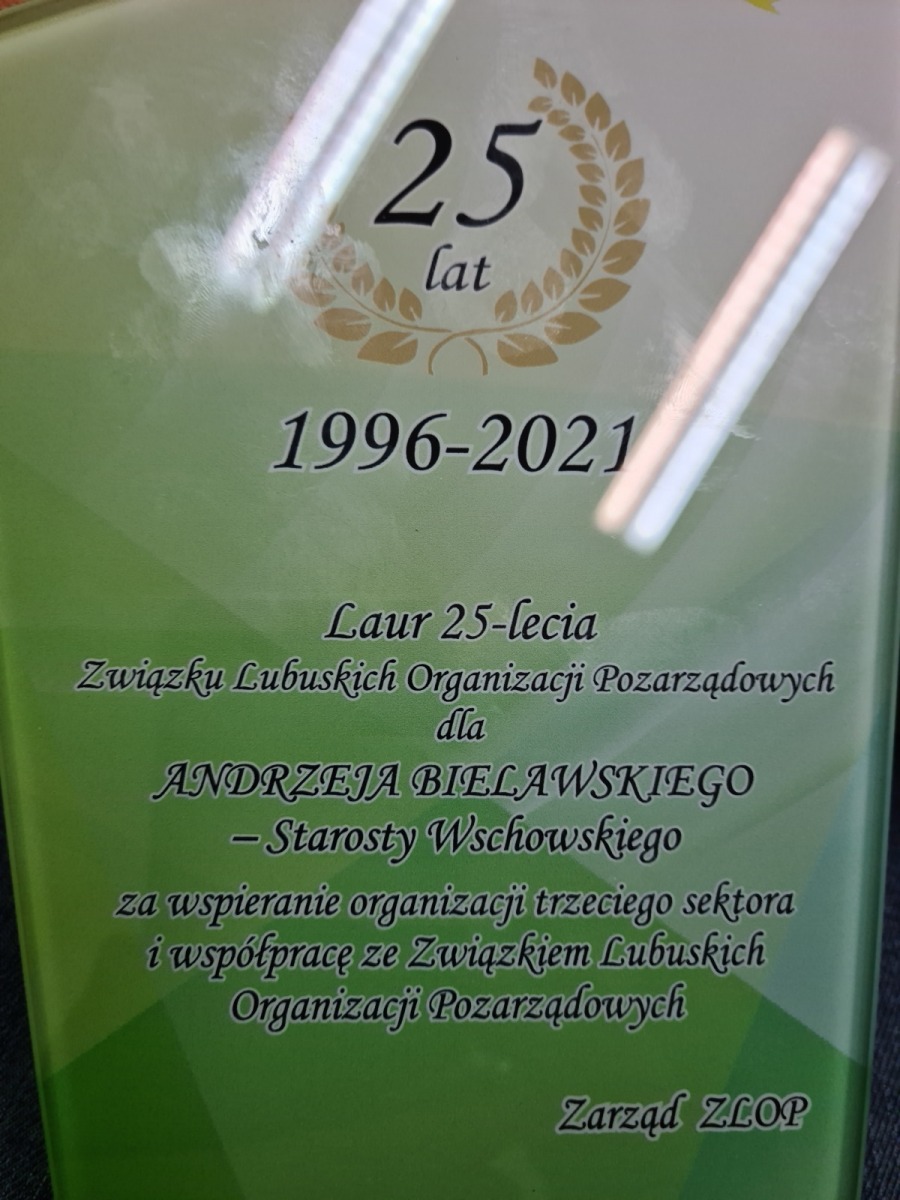 25
lat
1996-2021
Laur 25-lecia
Związku Lubuskich Organizacji Pozarządowych
dla
ANDRZEJA BIELAWSKIEGO
– Starosty Wschowskiego
za wspieranie organizacji trzeciego sektora
i współpracę ze Związkiem Lubuskich
Organizacji Pozarządowych
Zarząd ZLOP